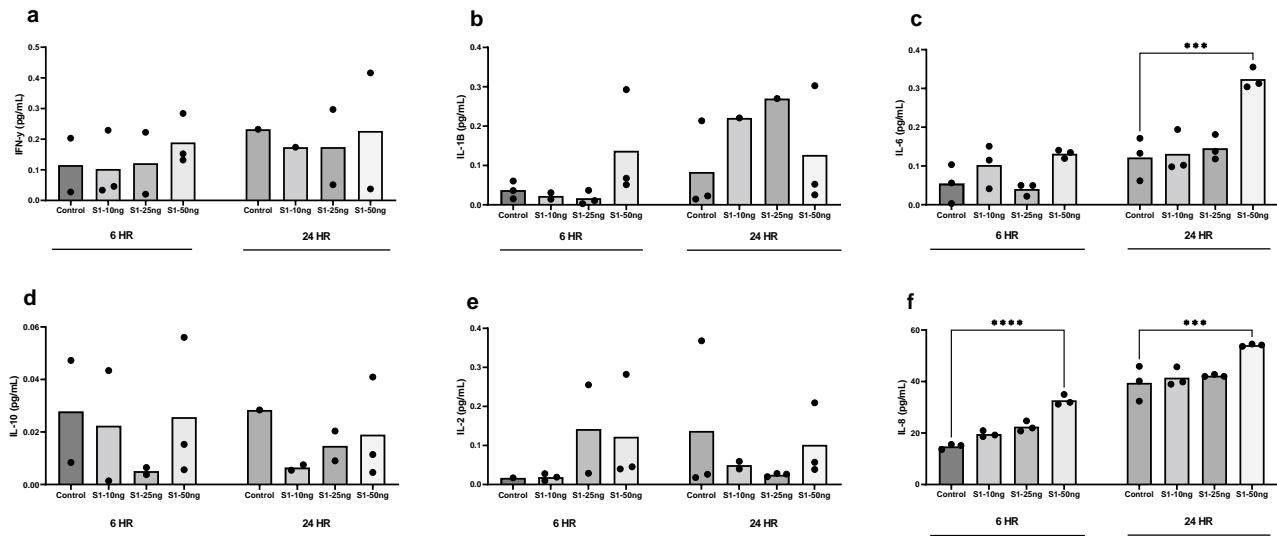 a
IFN-y (pg/mL)
0.5
0.4
0.3
0.2
0.1
0.0
Control S1-10ng S1-25ng S1-50ng Control S1-10ng S1-25ng S1-50ng
6 HR 24 HR
b
IL-1B (pg/mL)
0.4
0.3
0.2
0.1
0.0
Control S1-10ng S1-25ng S1-50ng Control S1-10ng S1-25ng S1-50ng
6 HR 24 HR
c
IL-6 (pg/mL)
0.4
0.3
0.2
0.1
0.0
***
Control S1-10ng S1-25ng S1-50ng Control S1-10ng S1-25ng S1-50ng
6 HR 24 HR
d
IL-10 (pg/mL)
0.06
0.04
0.02
0.00
Control S1-10ng S1-25ng S1-50ng Control S1-10ng S1-25ng S1-50ng
6 HR 24 HR
e
IL-2 (pg/mL)
0.4
0.3
0.2
0.1
0.0
Control S1-10ng S1-25ng S1-50ng Control S1-10ng S1-25ng S1-50ng
6 HR 24 HR
f
IL-8 (pg/mL)
60
40
20
0
**** ***
Control S1-10ng S1-25ng S1-50ng Control S1-10ng S1-25ng S1-50ng
6 HR 24 HR